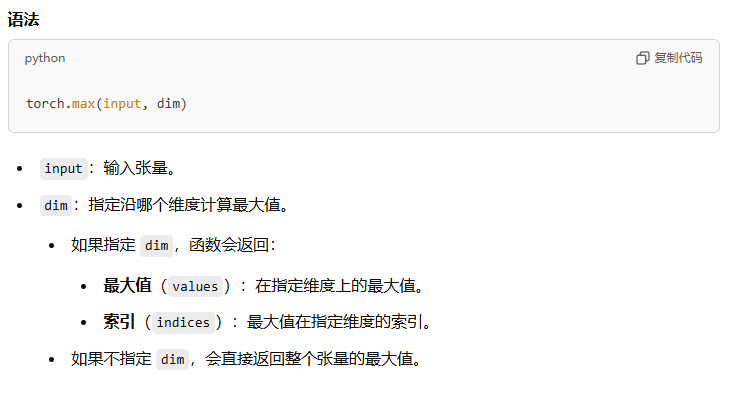 语法
python 复制代码
torch.max(input, dim)
• input：输入张量。
• dim：指定沿哪个维度计算最大值。
• 如果指定 dim，函数会返回：
• 最大值（values）：在指定维度上的最大值。
• 索引（indices）：最大值在指定维度的索引。
• 如果不指定 dim，会直接返回整个张量的最大值。